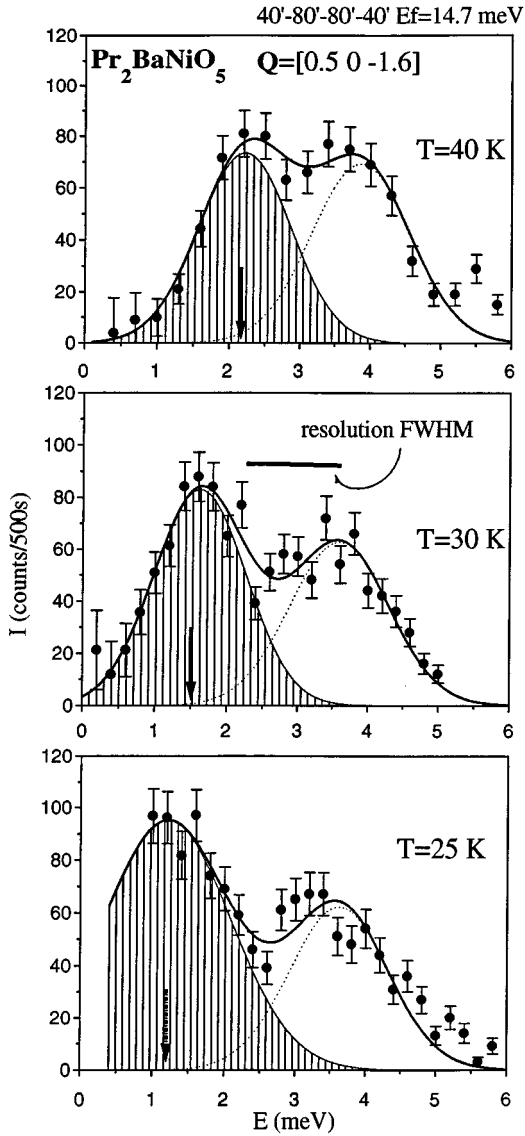 40'-80'-80'-40' Ef=14.7 meV
120
Pr₂BaNiO₅ Q=[0.5 0 -1.6]
100
80
T=40 K
60
40
20
0
0 1 2 3 4 5 6
120
100
resolution FWHM
80
T=30 K
60
40
20
0
0 1 2 3 4 5 6
I (counts/500s)
120
100
T=25 K
80
60
40
20
0
0 1 2 3 4 5 6
E (meV)